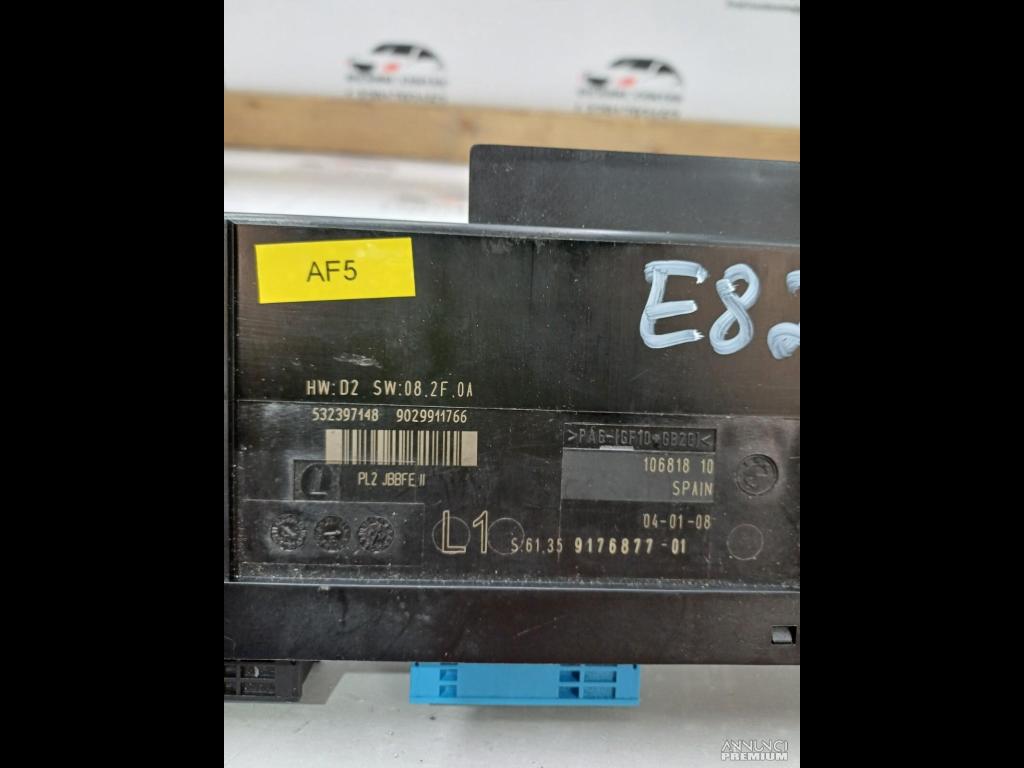 AF5
E8
HW:D2 SW:08.2F.0A
532397148 9029911766
>PA6-(GF10+GB20)<
106818 10
PL2 JBBFE II
SPAIN
04-01-08
L1 S:61.35 9176877-01
ANNUNCI
PREMIUM